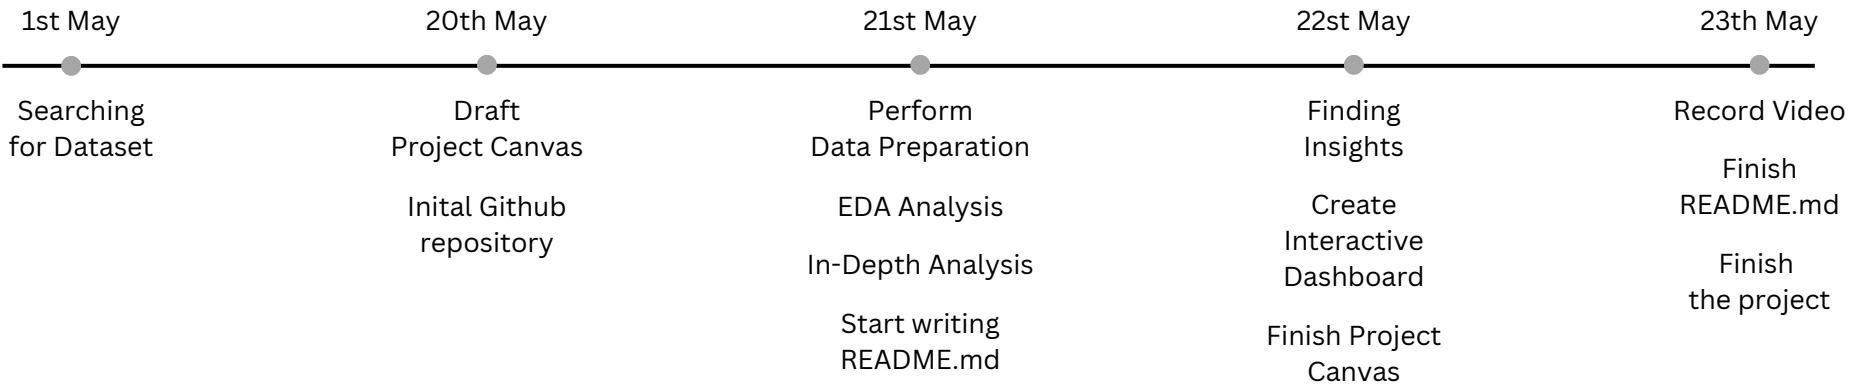 1st May
20th May
21st May
22st May
23th May
Searching
for Dataset
Draft
Project Canvas
Inital Github
repository
Perform
Data Preparation
EDA Analysis
In-Depth Analysis
Start writing
README.md
Finding
Insights
Create
Interactive
Dashboard
Finish Project
Canvas
Record Video
Finish
README.md
Finish
the project